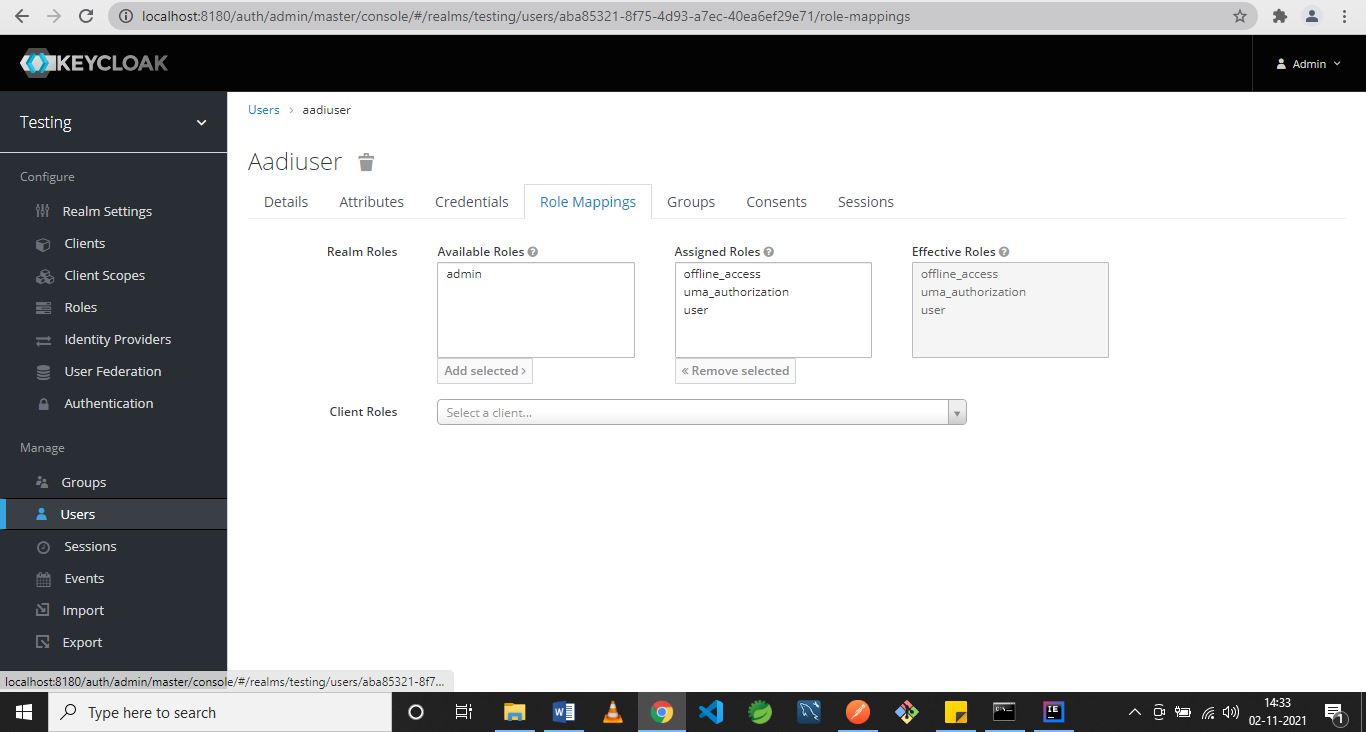 localhost:8180/auth/admin/master/console/#/realms/testing/users/aba85321-8f75-4d93-a7ec-40ea6ef29e71/role-mappings
KEYCLOAK
Admin
Testing
Users > aadiuser
Aadiuser
Details Attributes Credentials Role Mappings Groups Consents Sessions
Configure
Realm Settings
Clients
Client Scopes
Roles
Identity Providers
User Federation
Authentication
Manage
Groups
Users
Sessions
Events
Import
Export
Realm Roles
Available Roles
admin
Add selected >
Assigned Roles
offline_access
uma_authorization
user
« Remove selected
Effective Roles
offline_access
uma_authorization
user
Client Roles
Select a client...
localhost:8180/auth/admin/master/console/#/realms/testing/users/aba85321-8f7...
Type here to search
14:33
02-11-2021
1